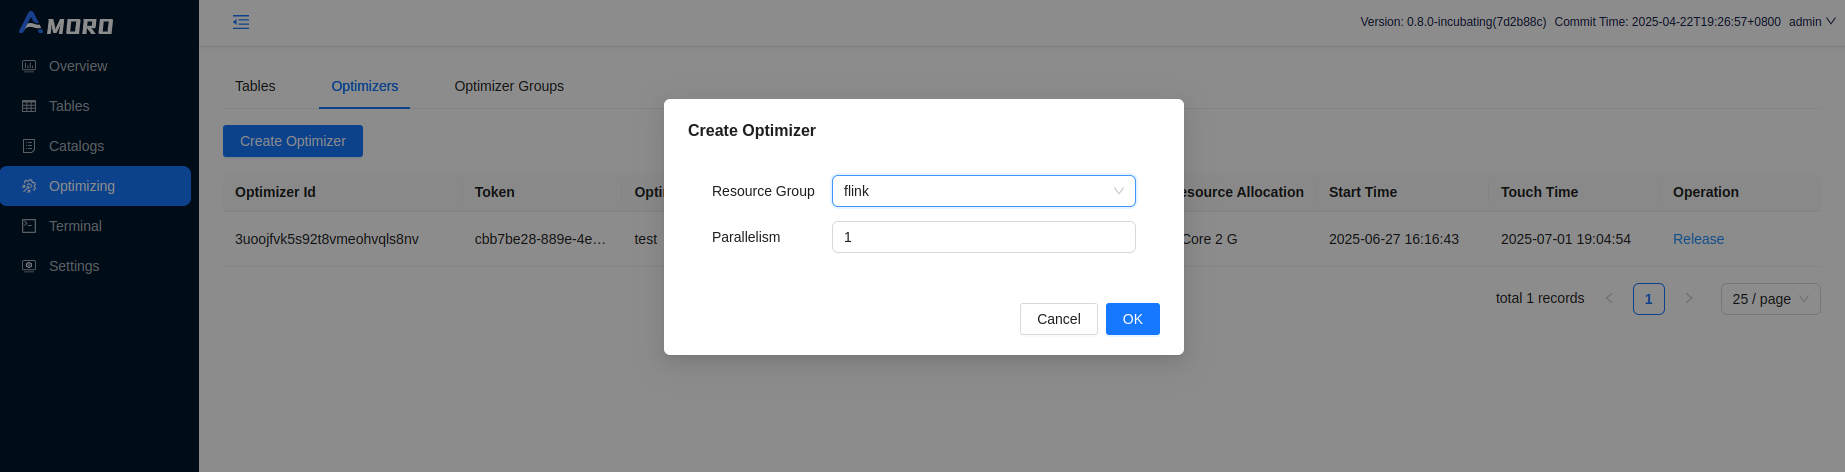 AMORO
Version: 0.8.0-incubating(7d2b88c) Commit Time: 2025-04-22T19:26:57+0800 admin
Overview
Tables
Catalogs
Optimizing
Terminal
Settings
Tables Optimizers Optimizer Groups
Create Optimizer
Optimizer Id Token Opti esource Allocation Start Time Touch Time Operation
3uoojfvk5s92t8vmeohvqls8nv cbb7be28-889e-4e... test Core 2 G 2025-06-27 16:16:43 2025-07-01 19:04:54 Release
total 1 records 1 25 / page
Create Optimizer
Resource Group flink
Parallelism 1
Cancel OK